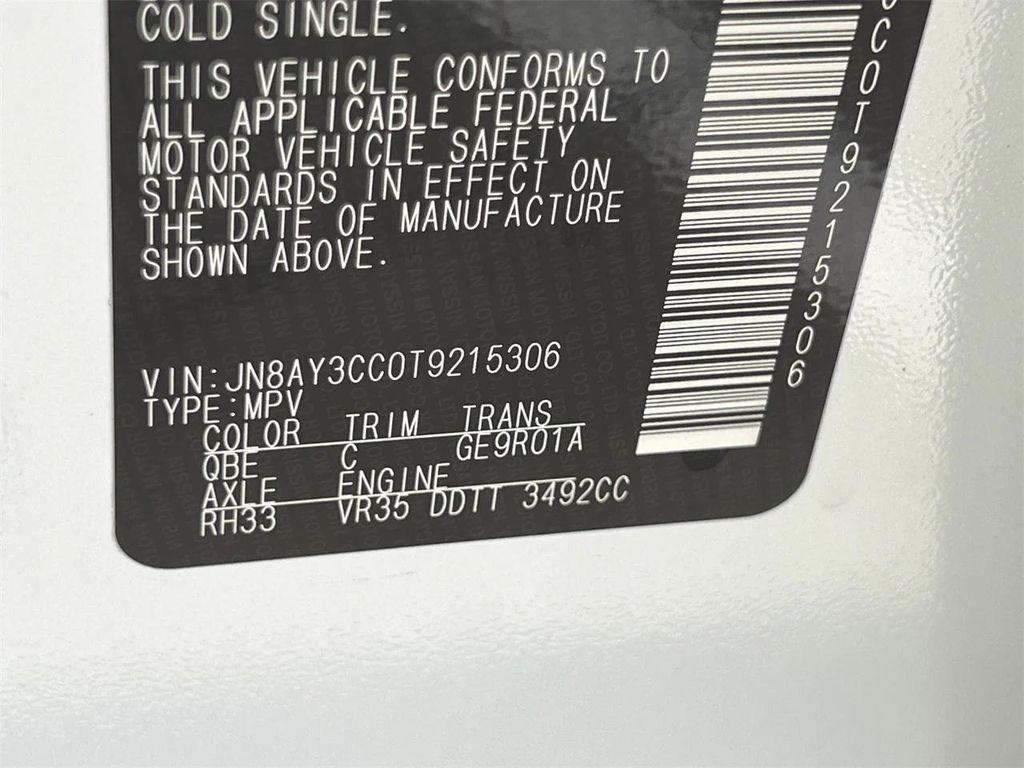 COLD SINGLE.
THIS VEHICLE CONFORMS TO
ALL APPLICABLE FEDERAL
MOTOR VEHICLE SAFETY
STANDARDS IN EFFECT ON
THE DATE OF MANUFACTURE
SHOWN ABOVE.
VIN:JN8AY3CC0T9215306
TYPE:MPV
COLOR TRIM TRANS
QBE C GE9R01A
AXLE ENGINE
RH33 VR35 DDTT 3492CC
C0T9215306